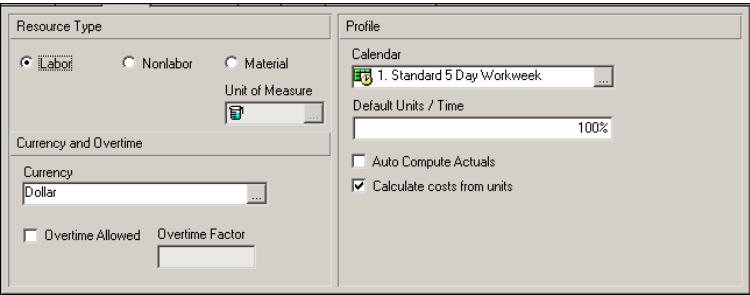 Resource Type
Labor
Nonlabor
Material
Unit of Measure
...
Currency and Overtime
Currency
Dollar
...
Overtime Allowed
Overtime Factor
Profile
Calendar
1. Standard 5 Day Workweek
...
Default Units / Time
100%
Auto Compute Actuals
Calculate costs from units